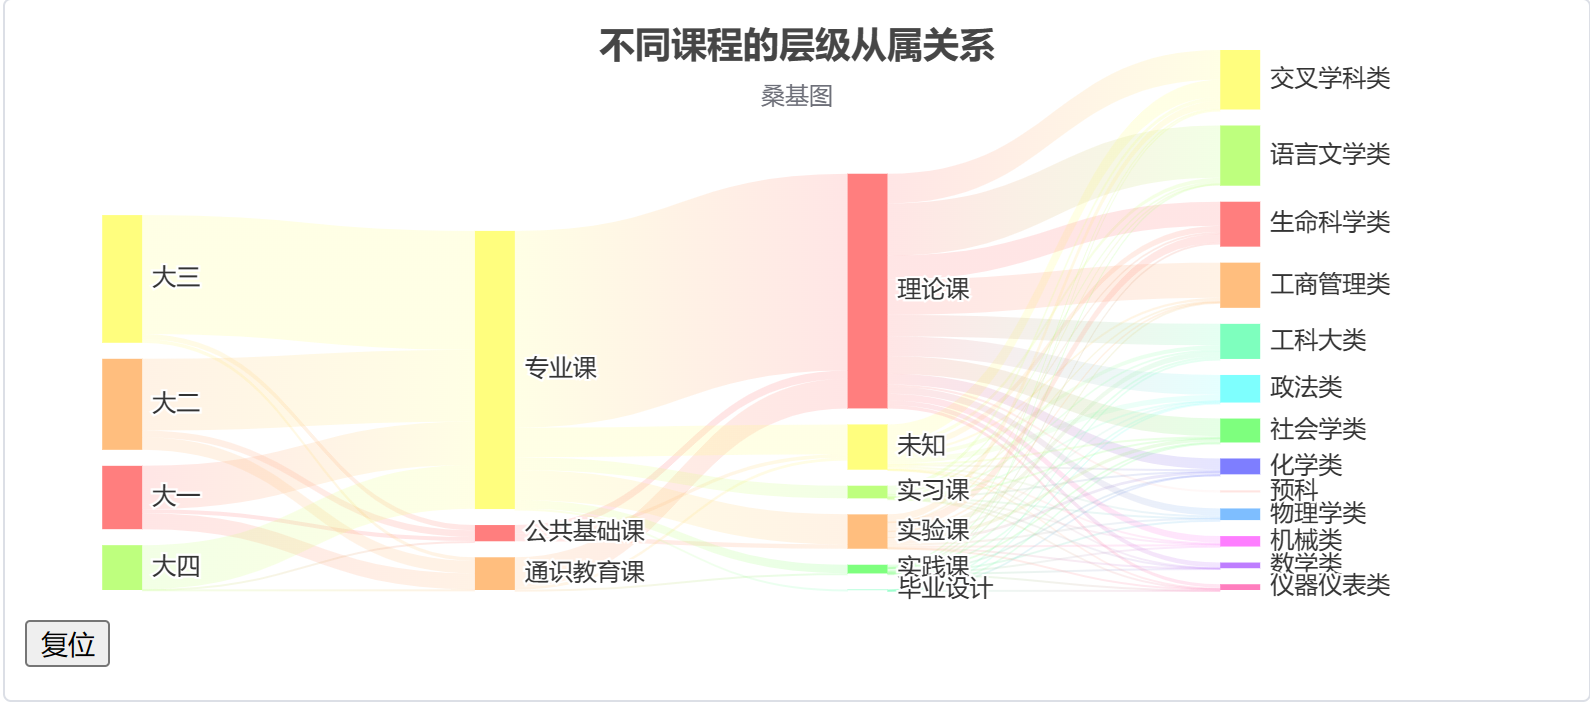 不同课程的层级从属关系
桑基图
大三
大二
大一
大四
专业课
公共基础课
通识教育课
理论课
未知
实习课
实验课
实践课
毕业设计
交叉学科类
语言文学类
生命科学类
工商管理类
工科大类
政法类
社会学类
化学类
预科
物理学类
机械类
数学类
仪器仪表类
复位